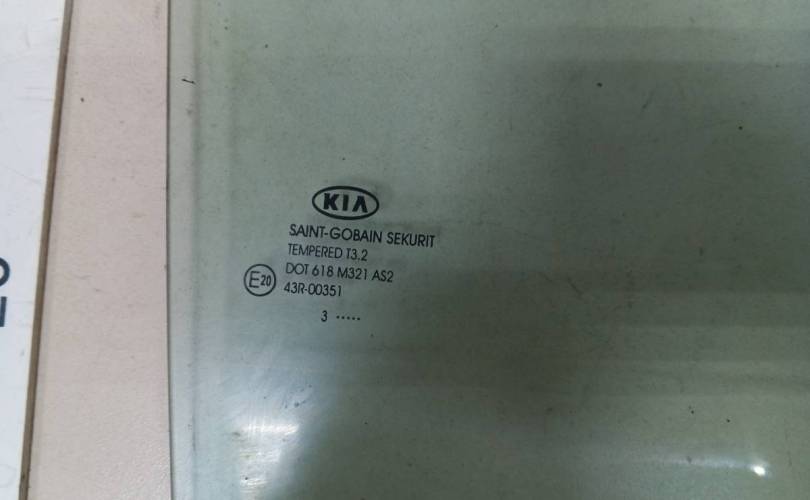 KIA
SAINT-GOBAIN SEKURIT
TEMPERED T3.2
DOT 618 M321 AS2
E20 43R-00351
3 .....